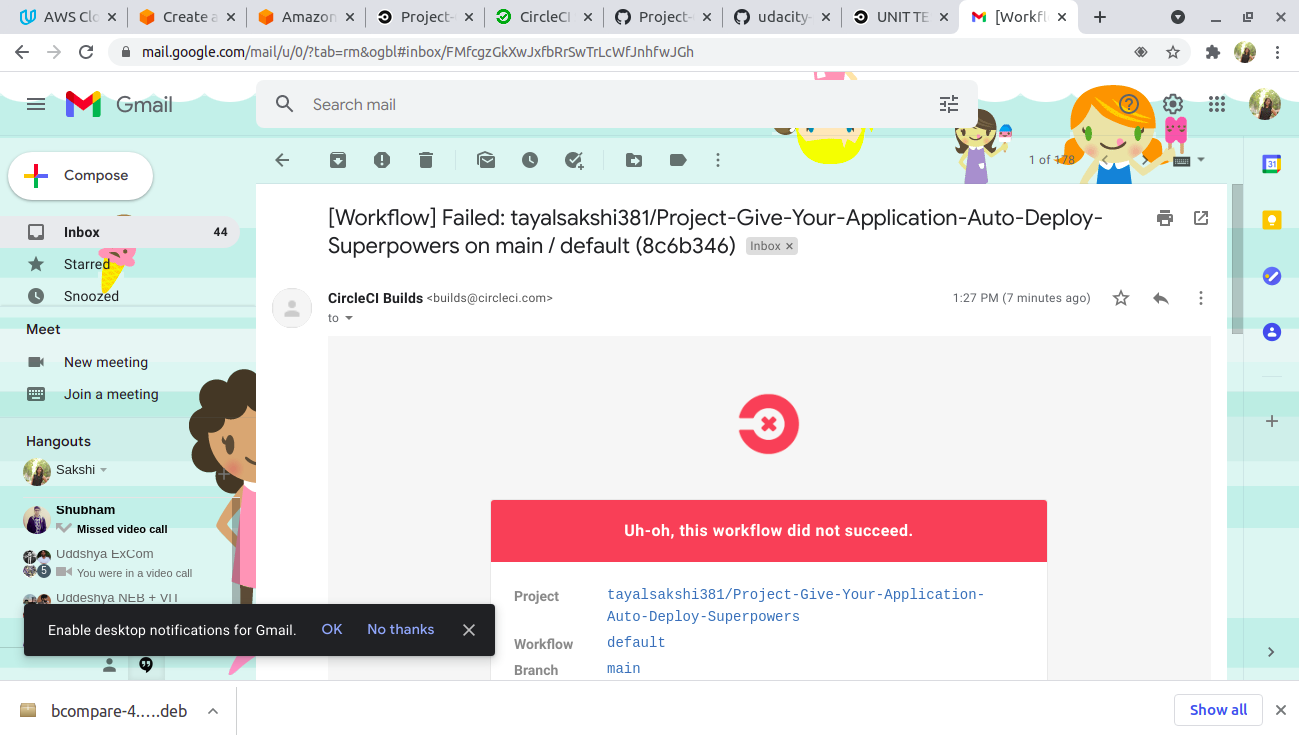 AWS Clo
Create a
Amazon
Project-
CircleCI
Project-
udacity-
UNIT TE
[Workfl
mail.google.com/mail/u/0/?tab=rm&ogbl#inbox/FMfcgzGkXwJxfbRrSwTrLcWfJnhfwJGh
Gmail
Search mail
Compose
1 of 178
Inbox 44
Starred
Snoozed
Meet
New meeting
Join a meeting
Hangouts
Sakshi
Shubham
Missed video call
Uddshya ExCom
5 You were in a video call
Uddeshya NEB + VIT
[Workflow] Failed: tayalsakshi381/Project-Give-Your-Application-Auto-Deploy-
Superpowers on main / default (8c6b346) Inbox
CircleCI Builds <builds@circleci.com>
1:27 PM (7 minutes ago)
to
Uh-oh, this workflow did not succeed.
Project tayalsakshi381/Project-Give-Your-Application-
Auto-Deploy-Superpowers
Workflow default
Branch main
31
Enable desktop notifications for Gmail. OK No thanks
bcompare-4.….deb
Show all